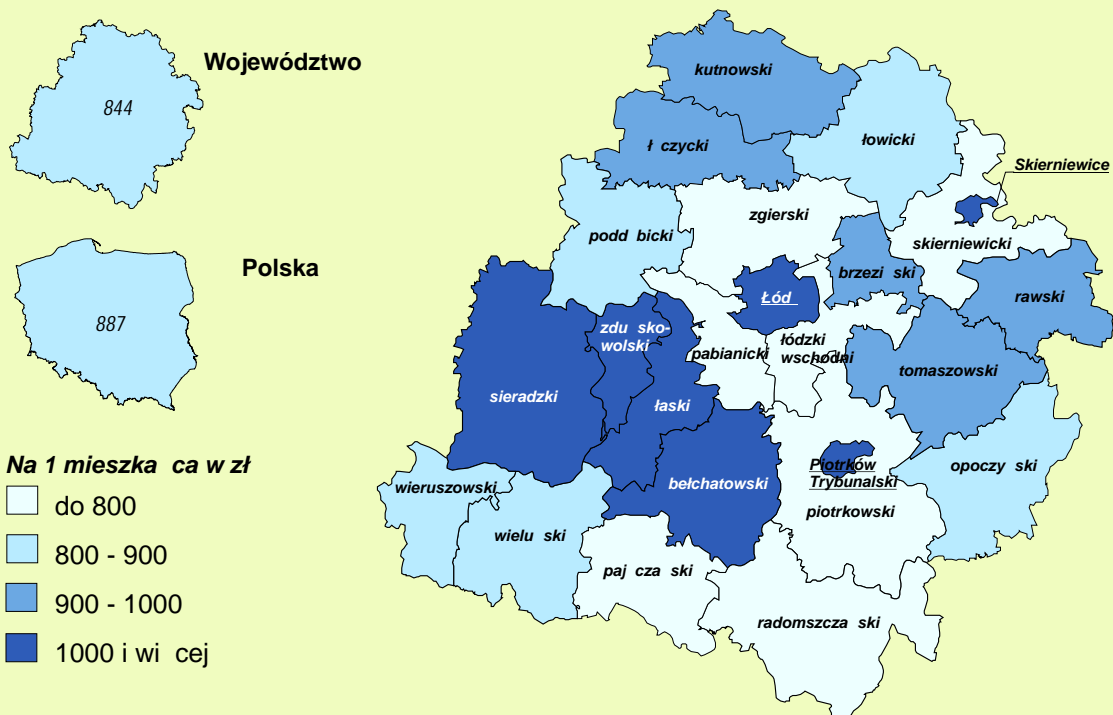 Województwo
844
Polska
887
Na 1 mieszka ca w zł
do 800
800 - 900
900 - 1000
1000 i wi cej
kutnowski
ł czycki
łowicki
Skierniewice
zgierski
skierniewicki
podd bicki
brzezi ski
rawski
Łód
zdu sko-
wolski
pabianicki
łódzki
wschodni
tomaszowski
sieradzki
łaski
Piotrków
Trybunalski
opoczy ski
wieruszowski
bełchatowski
piotrkowski
wielu ski
paj cza ski
radomszcza ski